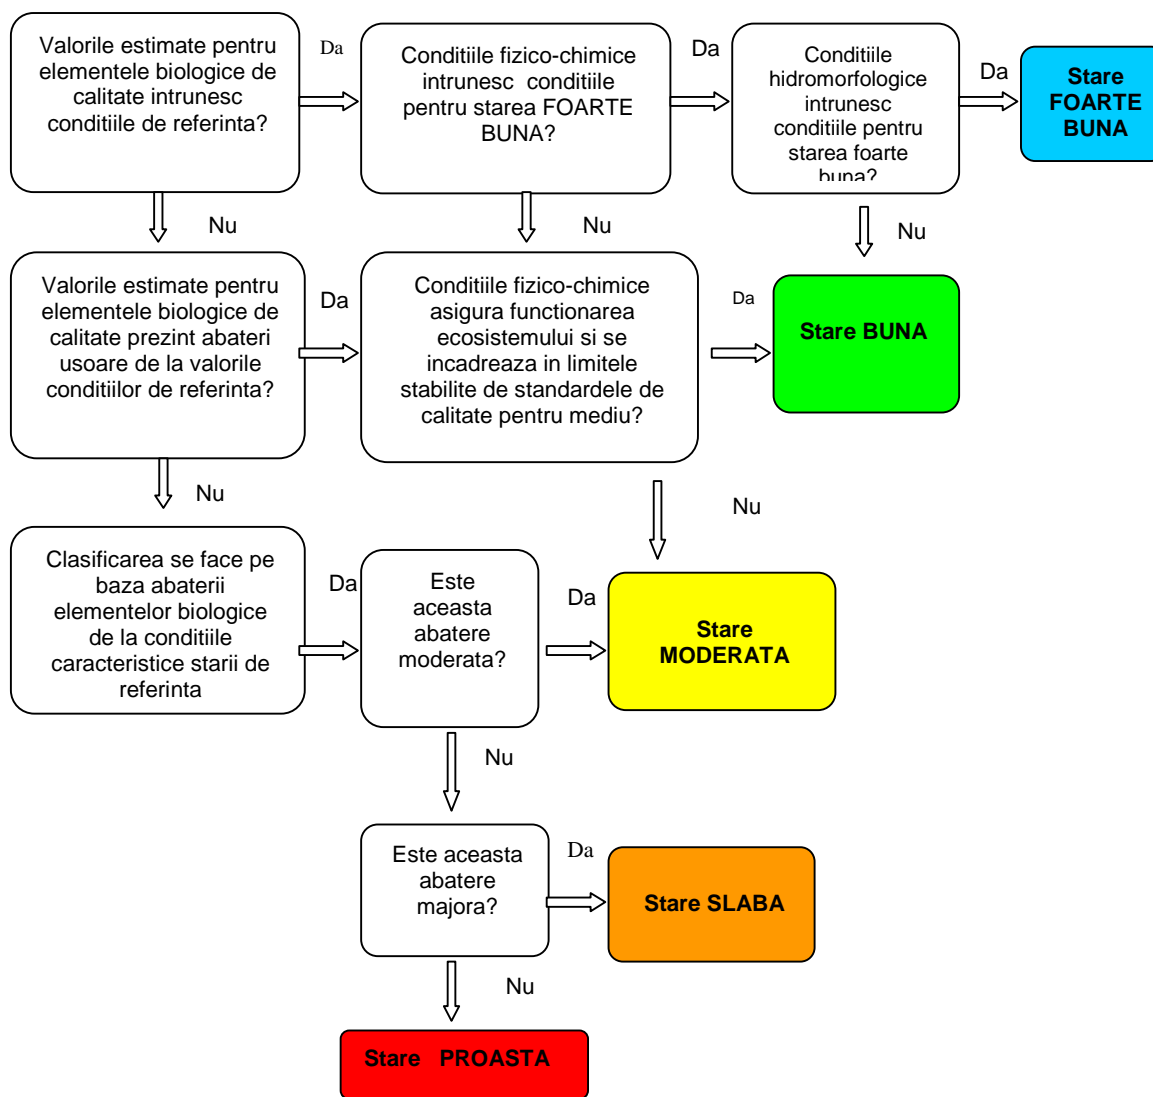 Valorile estimate pentru
elementele biologice de
calitate intrunesc
conditiile de referinta?
Da
Conditiile fizico-chimice
intrunesc conditiile
pentru starea FOARTE
BUNA?
Da
Conditiile
hidromorfologice
intrunesc
conditiile pentru
starea foarte
buna?
Da
Stare
FOARTE
BUNA
Nu
Nu
Nu
Valorile estimate pentru
elementele biologice de
calitate prezint abateri
usoare de la valorile
conditiilor de referinta?
Da
Conditiile fizico-chimice
asigura functionarea
ecosistemului si se
incadreaza in limitele
stabilite de standardele de
calitate pentru mediu?
Da
Stare BUNA
Nu
Nu
Clasificarea se face pe
baza abaterii
elementelor biologice
de la conditiile
caracteristice starii de
referinta
Da
Este
aceasta
abatere
moderata?
Da
Stare
MODERATA
Nu
Este aceasta
abatere
majora?
Da
Stare SLABA
Nu
Stare PROASTA